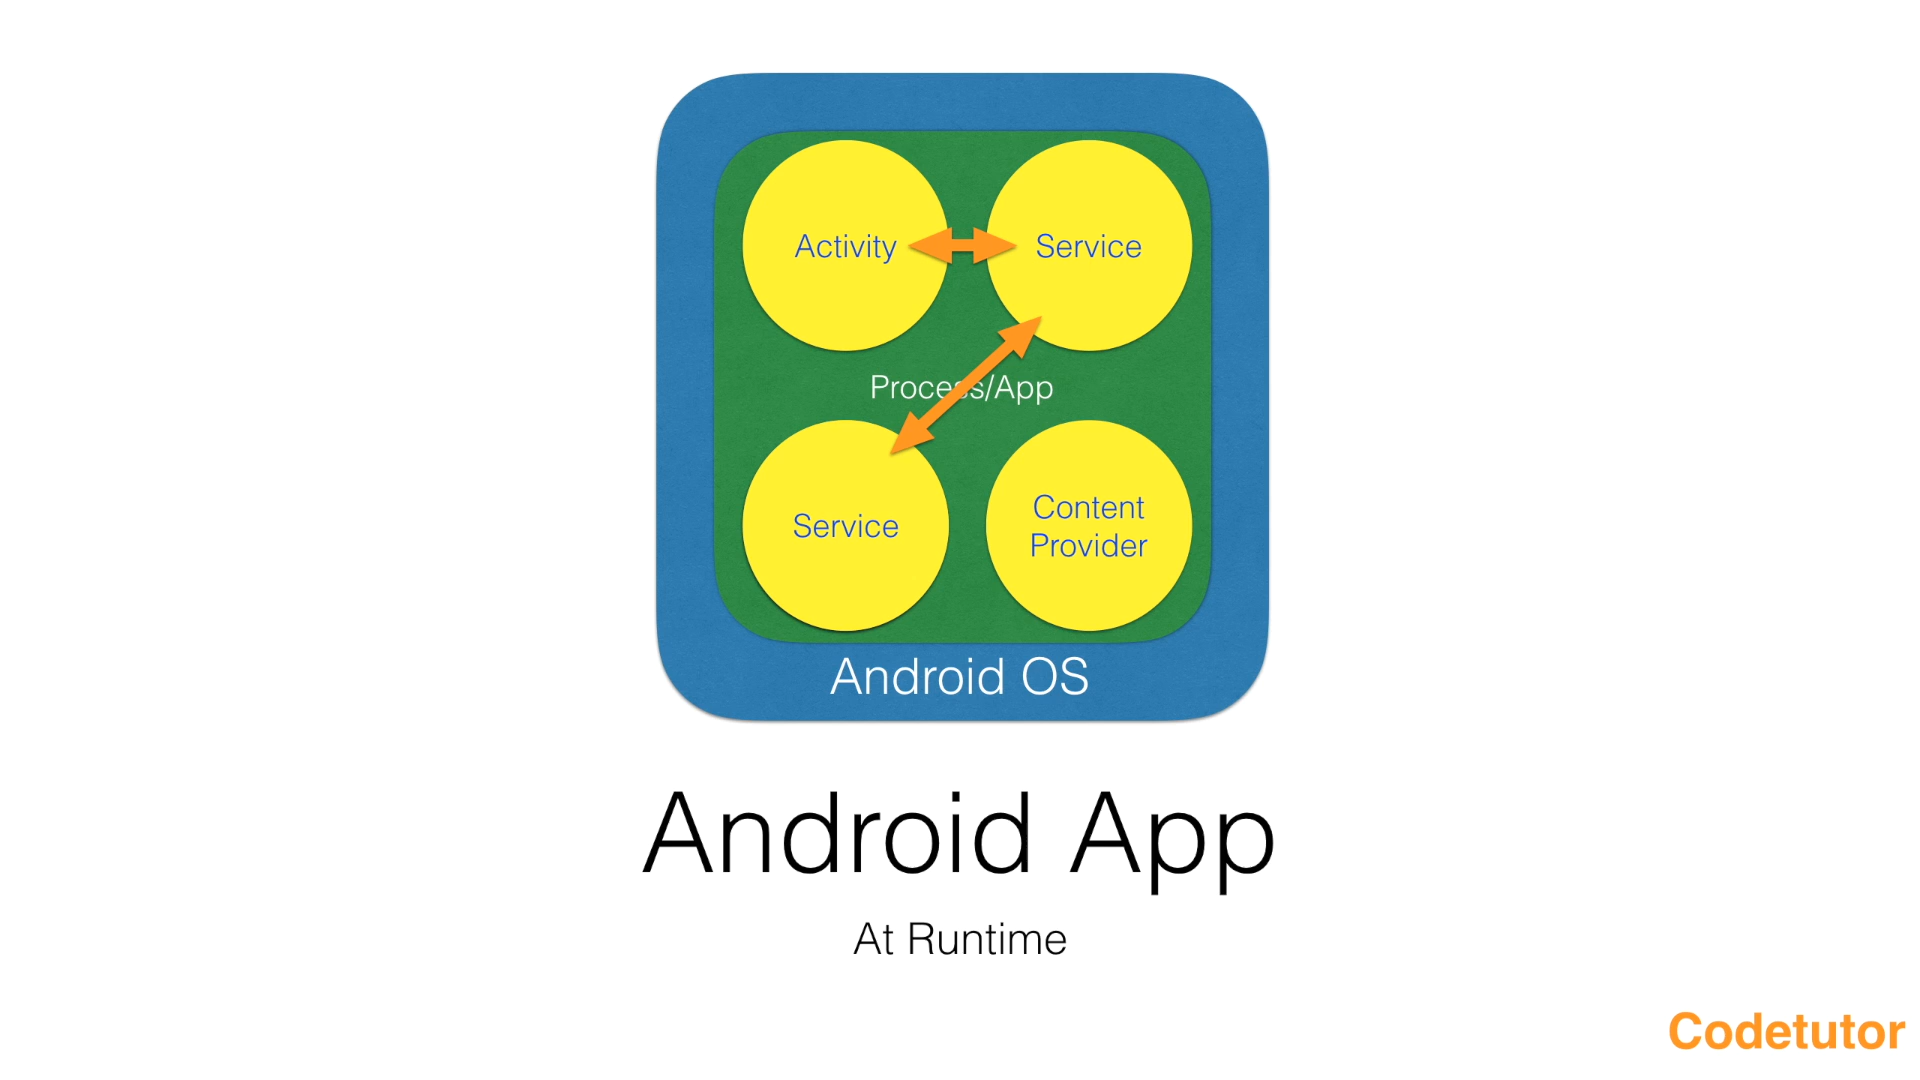 Activity
Service
Process/App
Service
Content
Provider
Android OS
Android App
At Runtime
Codetutor